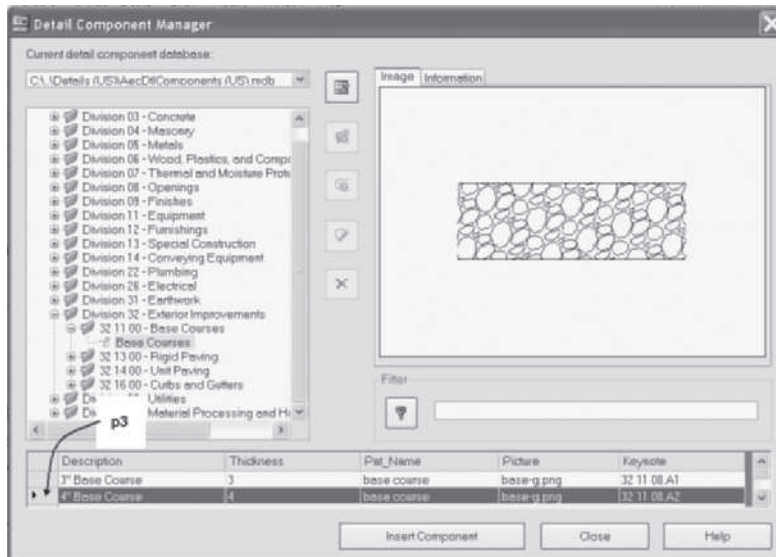 Detail Component Manager
Current detail component database:
C:\.\Details (US)\AecDtlComponents (US).mdb
Image Information
Division 03 - Concrete
Division 04 - Masonry
Division 05 - Metals
Division 06 - Wood, Plastics, and Compo
Division 07 - Thermal and Moisture Prote
Division 08 - Openings
Division 09 - Finishes
Division 11 - Equipment
Division 12 - Furnishings
Division 13 - Special Construction
Division 14 - Conveying Equipment
Division 22 - Plumbing
Division 26 - Electrical
Division 31 - Earthwork
Division 32 - Exterior Improvements
32 11 00 - Base Courses
Base Courses
32 13 00 - Rigid Paving
32 14 00 - Unit Paving
32 16 00 - Curbs and Gutters
Utilities
Material Processing and H
p3
Filter
Description Thickness Pat_Name Picture Keynote
3" Base Course 3 base course base-g.png 32 11 08.A1
4" Base Course 4 base course base-g.png 32 11 08.A2
Insert Component Close Help